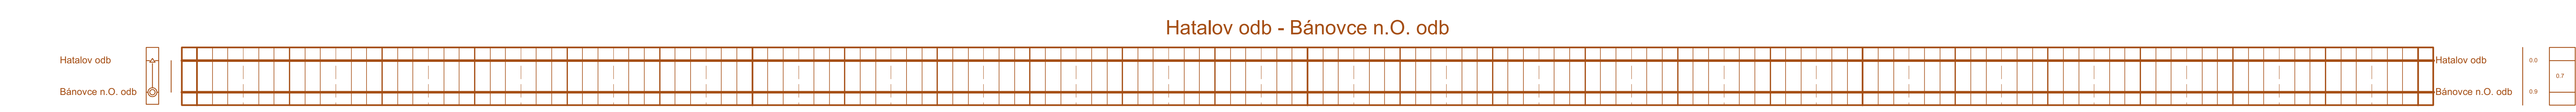 Hatalov odb - Bánovce n.O. odb
Hatalov odb
Hatalov odb
0.0
0.7
Bánovce n.O. odb
Bánovce n.O. odb
0.9